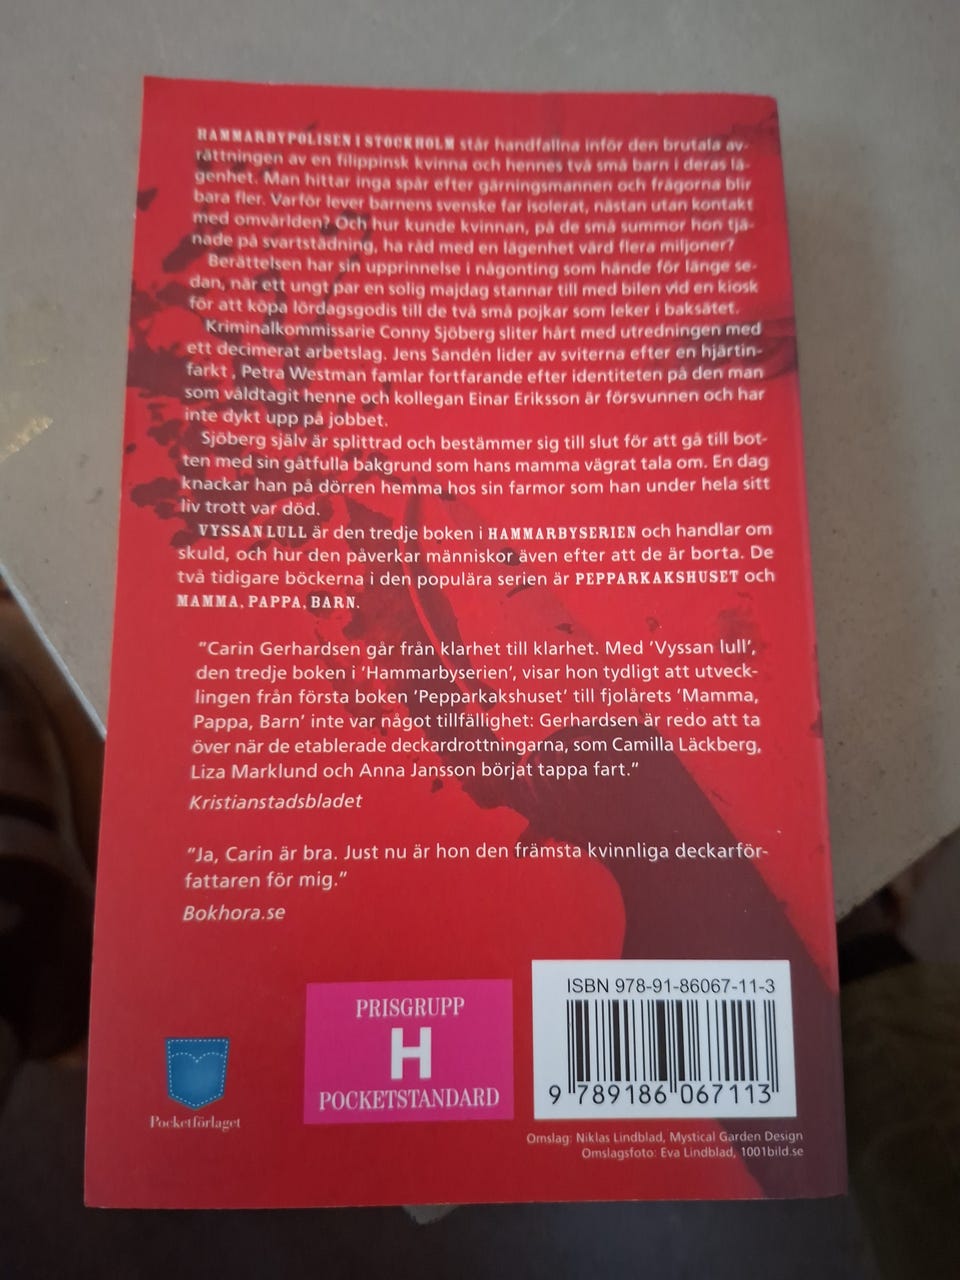 HAMMARBYPOLISEN I STOCKHOLM står handfallna inför den brutala av-
rättningen av en filippinsk kvinna och hennes två små barn i deras lä-
genhet. Man hittar inga spår efter gärningsmannen och frågorna blir
bara fler. Varför lever barnens svenske far isolerat, nästan utan kontakt
med omvärlden? Och hur kunde kvinnan, på de små summor hon tjä-
nade på svartstädning, ha råd med en lägenhet värd flera miljoner?
Berättelsen har sin upprinnelse i någonting som hände för länge se-
dan, när ett ungt par en solig majdag stannar till med bilen vid en kiosk
för att köpa lördagsgodis till de två små pojkar som leker i baksätet.
Kriminalkommissarie Conny Sjöberg sliter hårt med utredningen med
ett decimerat arbetslag. Jens Sandén lider av sviterna efter en hjärtin-
farkt , Petra Westman famlar fortfarande efter identiteten på den man
som våldtagit henne och kollegan Einar Eriksson är försvunnen och har
inte dykt upp på jobbet.
Sjöberg själv är splittrad och bestämmer sig till slut för att gå till bot-
ten med sin gåtfulla bakgrund som hans mamma vägrat tala om. En dag
knackar han på dörren hemma hos sin farmor som han under hela sitt
liv trott var död.
VYSSAN LULL är den tredje boken i HAMMARBYSERIEN och handlar om
skuld, och hur den påverkar människor även efter att de är borta. De
två tidigare böckerna i den populära serien är PEPPARKAKSHUSET och
MAMMA, PAPPA, BARN.
"Carin Gerhardsen går från klarhet till klarhet. Med 'Vyssan lull',
den tredje boken i 'Hammarbyserien', visar hon tydligt att utveck-
lingen från första boken 'Pepparkakshuset' till fjolårets 'Mamma,
Pappa, Barn' inte var något tillfällighet: Gerhardsen är redo att ta
över när de etablerade deckardrottningarna, som Camilla Läckberg,
Liza Marklund och Anna Jansson börjat tappa fart."
Kristianstadsbladet
"Ja, Carin är bra. Just nu är hon den främsta kvinnliga deckarför-
fattaren för mig."
Bokhora.se
ISBN 978-91-86067-11-3
PRISGRUPP
H
POCKETSTANDARD
9 789186 067113
Pocketförlaget
Omslag: Niklas Lindblad, Mystical Garden Design
Omslagsfoto: Eva Lindblad, 1001bild.se